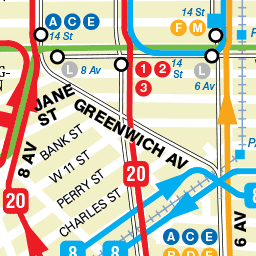 A C E
14 St
F M
14 St
L
8 Av
1 2
3
14
St
L
6 Av
JANE
ST
GREENWICH AV
8 AV
BANK ST
W 11 ST
PERRY ST
CHARLES ST
20
20
8
8
8
6 AV
A C E
B D F